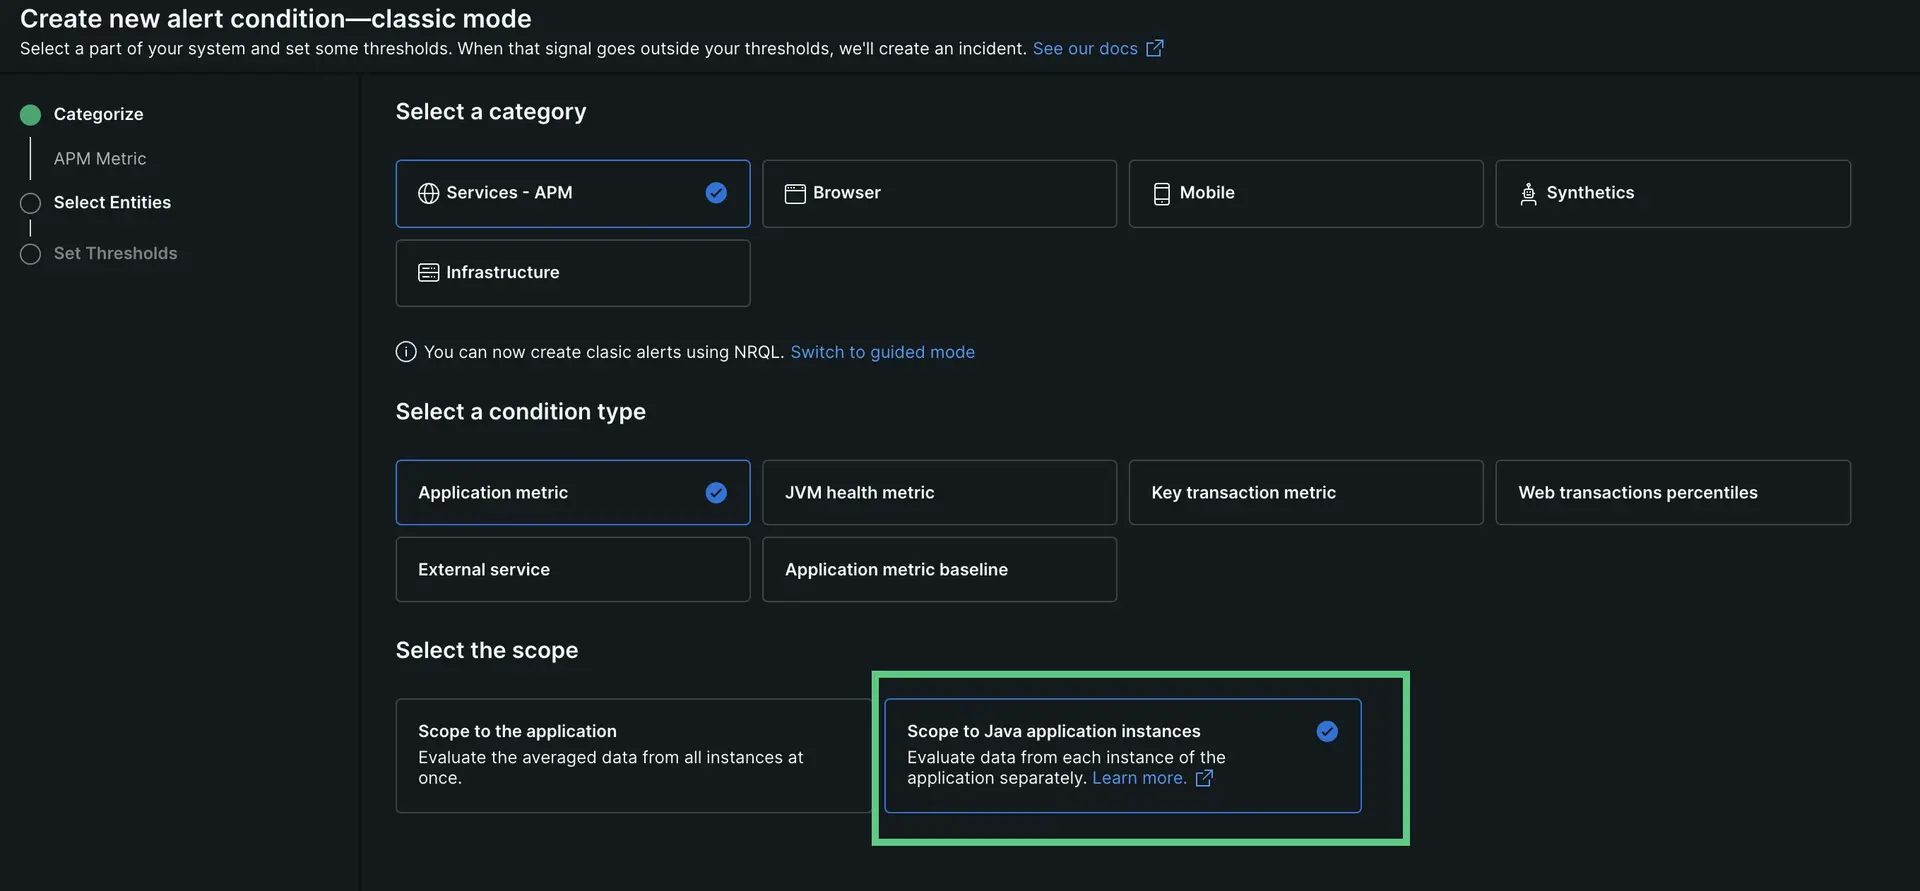 Create new alert condition—classic mode
Select a part of your system and set some thresholds. When that signal goes outside your thresholds, we'll create an incident. See our docs
Categorize
APM Metric
Select Entities
Set Thresholds
Select a category
Services - APM
Browser
Mobile
Synthetics
Infrastructure
You can now create clasic alerts using NRQL. Switch to guided mode
Select a condition type
Application metric
JVM health metric
Key transaction metric
Web transactions percentiles
External service
Application metric baseline
Select the scope
Scope to the application
Evaluate the averaged data from all instances at
once.
Scope to Java application instances
Evaluate data from each instance of the
application separately. Learn more.